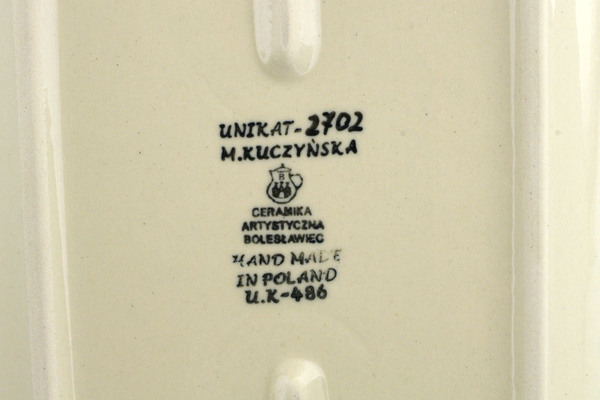 UNIKAT-2702
M.KUCZYŃSKA
B
CERAMIKA
ARTYSTYCZNA
BOLESŁAWIEC
HAND MADE
IN POLAND
U.K-486